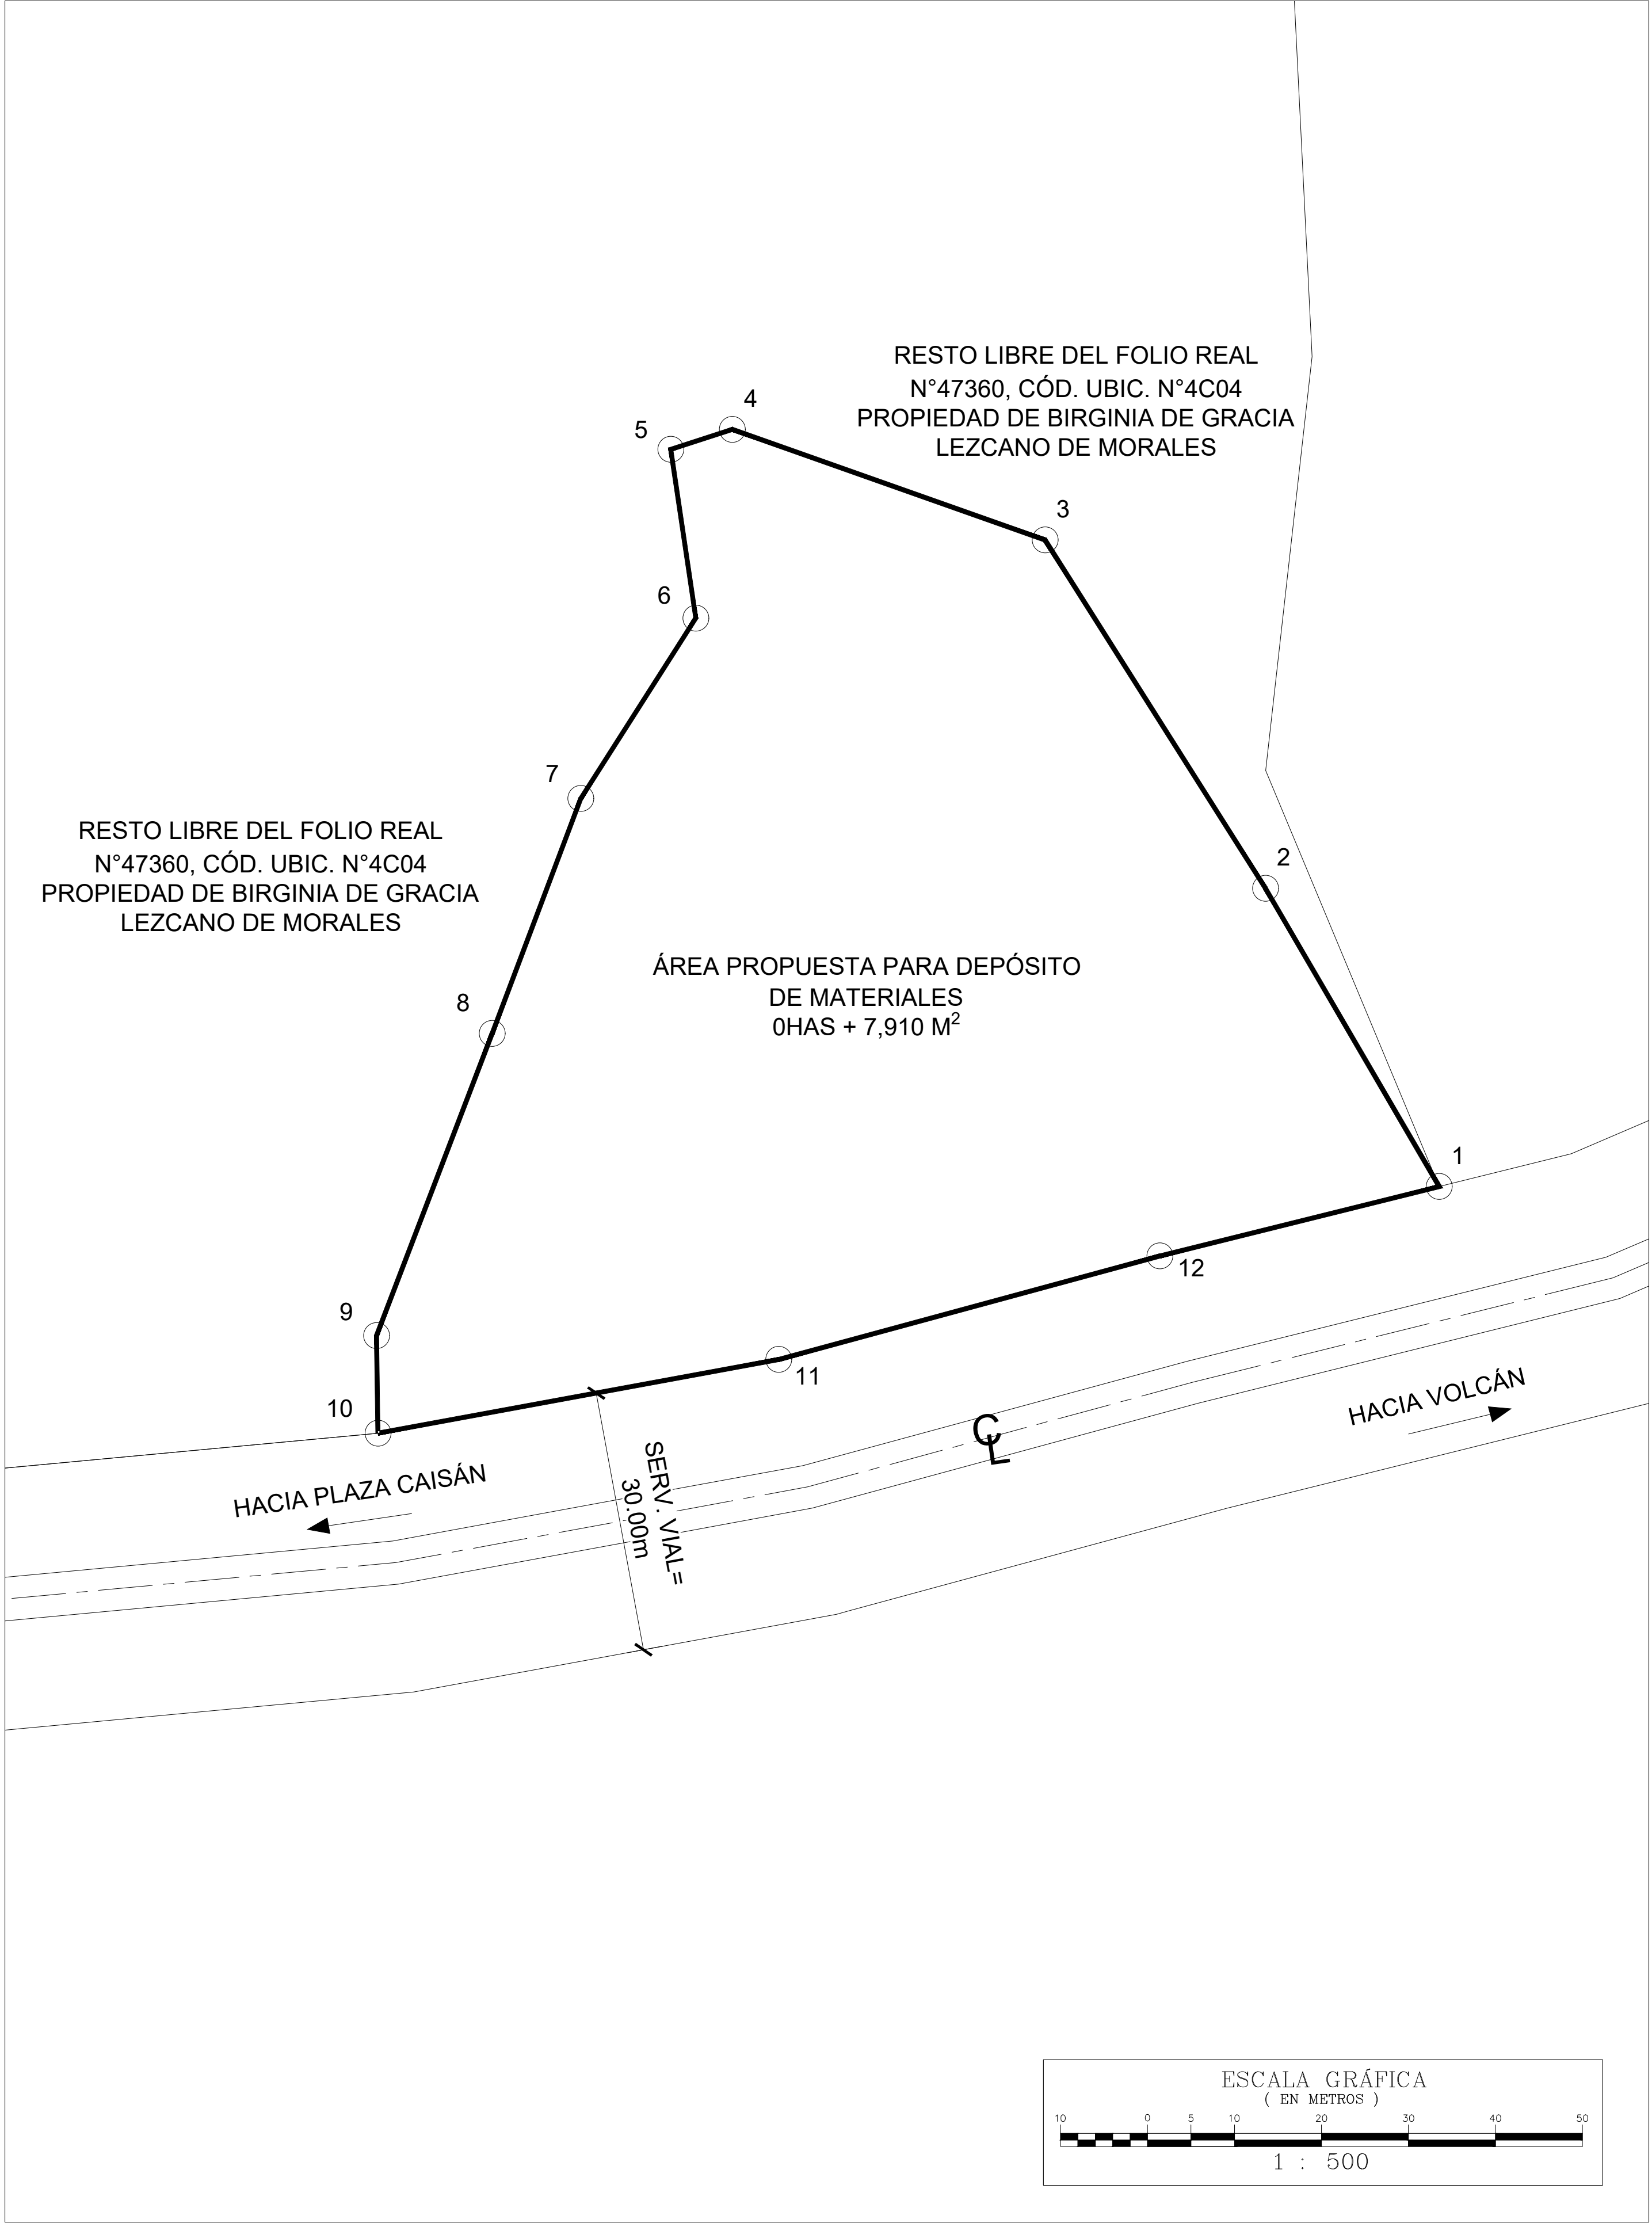 RESTO LIBRE DEL FOLIO REAL
N°47360, CÓD. UBIC. N°4C04
PROPIEDAD DE BIRGINIA DE GRACIA
LEZCANO DE MORALES
4
5
3
6
7
RESTO LIBRE DEL FOLIO REAL
N°47360, CÓD. UBIC. N°4C04
PROPIEDAD DE BIRGINIA DE GRACIA
LEZCANO DE MORALES
2
ÁREA PROPUESTA PARA DEPÓSITO
DE MATERIALES
0HAS + 7,910 M²
8
1
12
9
11
10
HACIA VOLCÁN
CL
HACIA PLAZA CAISÁN
SERV. VIAL=
30.00m
ESCALA GRÁFICA
( EN METROS )
10 0 5 10 20 30 40 50
1 : 500